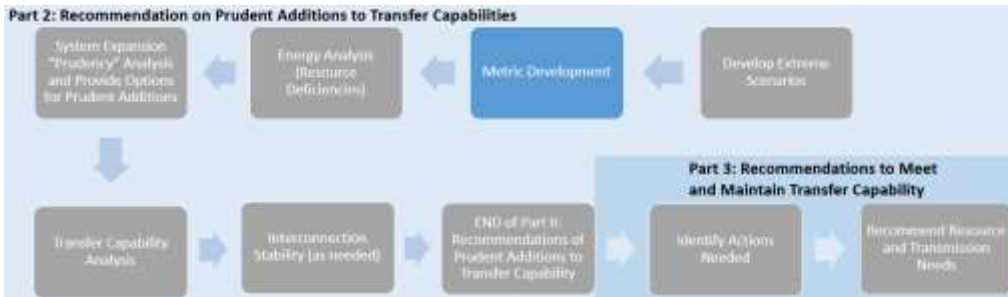 Part 2: Recommendation on Prudent Additions to Transfer Capabilities
System Expansion
"Prudency" Analysis
and Provide Options
for Prudent Additions
Energy Analysis
(Resource
Deficiencies)
Metric Development
Develop Extreme
Scenarios
Part 3: Recommendations to Meet
and Maintain Transfer Capability
Transfer Capability
Analysis
Interconnection
Stability (as needed)
END of Part II:
Recommendations of
Prudent Additions to
Transfer Capability
Identify Actions
Needed
Recommend Resource
and Transmission
Needs